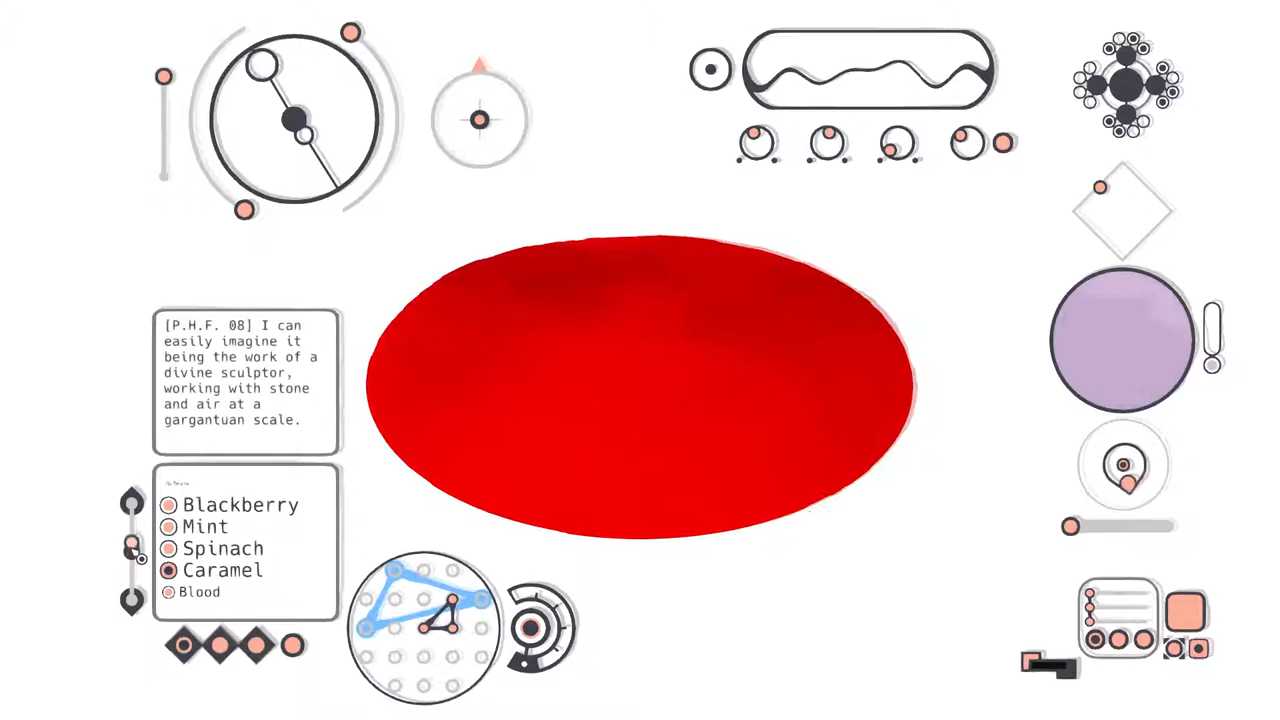 [P.H.F. 08] I can
easily imagine it
being the work of a
divine sculptor,
working with stone
and air at a
gargantuan scale.
Blackberry
Mint
Spinach
Caramel
Blood